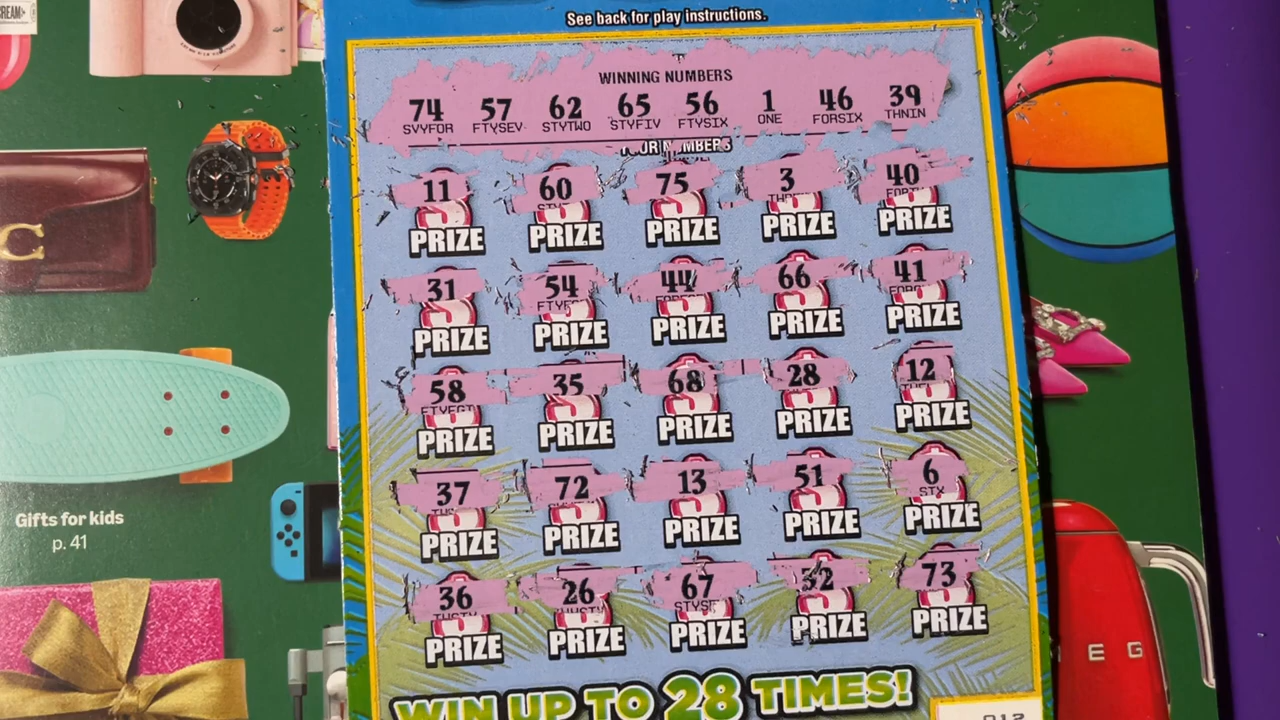 See back for play instructions.
WINNING NUMBERS
74 57 62 65 56 1 46 39
SVYFOR FTYSEV STYTWO STYFIV FTYSIX ONE FORSIX THNIN
YOUR NUMBERS
11 60 75 3 40
PRIZE PRIZE PRIZE PRIZE PRIZE
31 54 44 66 41
PRIZE PRIZE PRIZE PRIZE PRIZE
58 35 68 28 12
FTYEGT
PRIZE PRIZE PRIZE PRIZE PRIZE
37 72 13 51 6
SIX
PRIZE PRIZE PRIZE PRIZE PRIZE
36 26 67 32 73
PRIZE PRIZE PRIZE PRIZE PRIZE
WIN UP TO 28 TIMES!
Gifts for kids
p. 41
E G